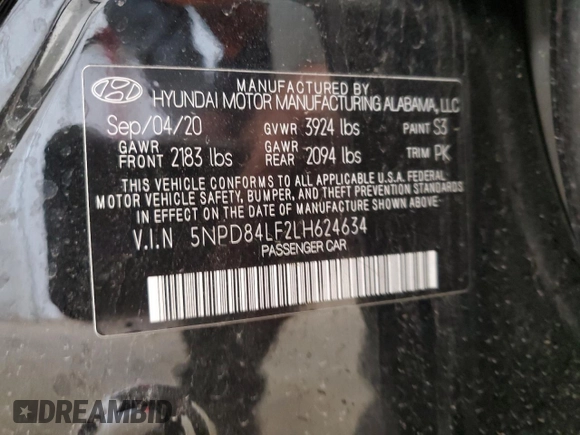 MANUFACTURED BY
HYUNDAI MOTOR MANUFACTURING ALABAMA, LLC
Sep/04/20 GVWR 3924 lbs PAINT S3
GAWR FRONT 2183 lbs GAWR REAR 2094 lbs TRIM PK
THIS VEHICLE CONFORMS TO ALL APPLICABLE U.S.A. FEDERAL
MOTOR VEHICLE SAFETY, BUMPER, AND THEFT PREVENTION STANDARDS
IN EFFECT ON THE DATE OF MANUFACTURE SHOWN ABOVE.
V.I.N 5NPD84LF2LH624634
PASSENGER CAR
DREAMBID